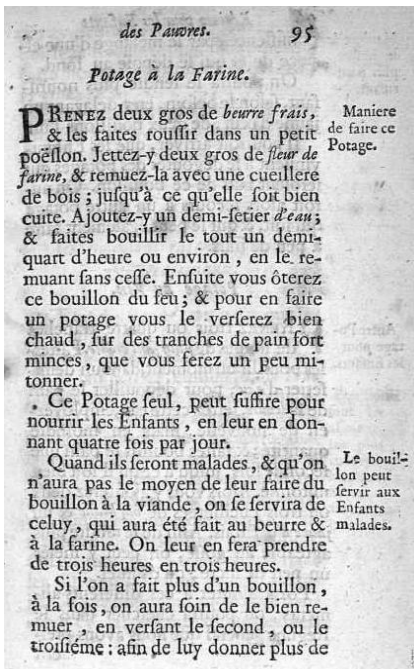 des Pauvres. 95
Potage à la Farine.
PRENEZ deux gros de beurre frais,
& les faites rouſſir dans un petit
poëſlon. Jettez-y deux gros de fleur de
farine, & remuez-la avec une cueillere
de bois ; juſqu'à ce qu'elle ſoit bien
cuite. Ajoutez-y un demi-ſetier d'eau ;
& faites bouillir le tout un demi-
quart d'heure ou environ, en le re-
muant ſans ceſſe. Enſuite vous ôterez
ce bouillon du feu ; & pour en faire
un potage vous le verſerez bien
chaud, ſur des tranches de pain fort
minces, que vous ferez un peu mi-
tonner.
Maniere
de faire ce
Potage.
Ce Potage ſeul, peut ſuffire pour
nourrir les Enfants, en leur en don-
nant quatre fois par jour.
Quand ils ſeront malades, & qu'on
n'aura pas le moyen de leur faire du
bouillon à la viande, on ſe ſervira de
celuy, qui aura été fait au beurre &
à la farine. On leur en fera prendre
de trois heures en trois heures.
Le bouil-
lon peut
ſervir aux
Enfants
malades.
Si l'on a fait plus d'un bouillon,
à la fois, on aura ſoin de le bien re-
muer, en verſant le ſecond, ou le
troiſiéme : afin de luy donner plus de